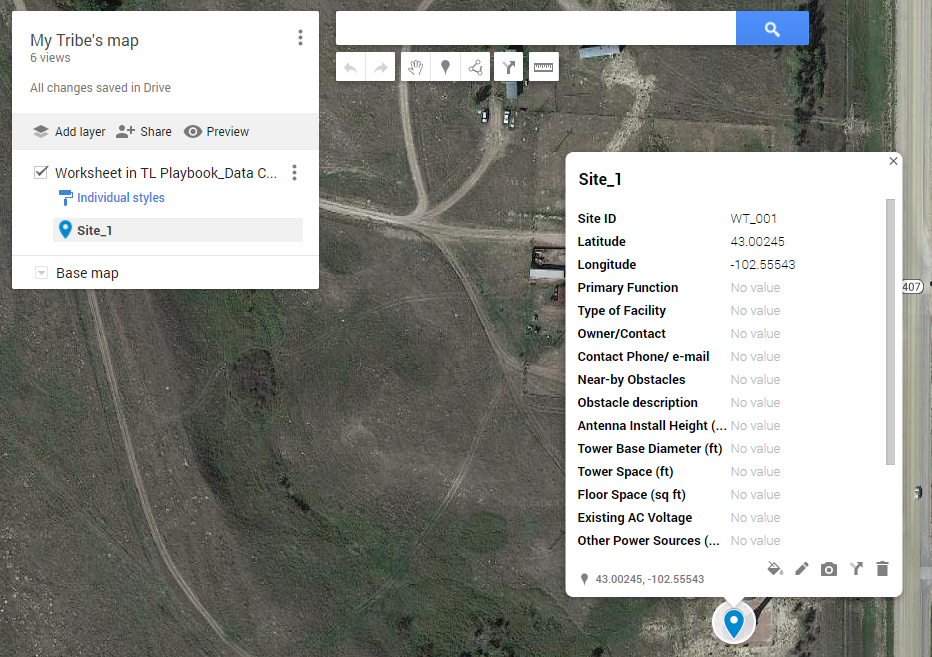 My Tribe's map
6 views
All changes saved in Drive
Add layer Share Preview
Worksheet in TL Playbook_Data C...
Individual styles
Site_1
Base map
Site_1
Site ID WT_001
Latitude 43.00245
Longitude -102.55543
Primary Function No value
Type of Facility No value
Owner/Contact No value
Contact Phone/ e-mail No value
Near-by Obstacles No value
Obstacle description No value
Antenna Install Height (... No value
Tower Base Diameter (ft) No value
Tower Space (ft) No value
Floor Space (sq ft) No value
Existing AC Voltage No value
Other Power Sources (... No value
43.00245, -102.55543
407